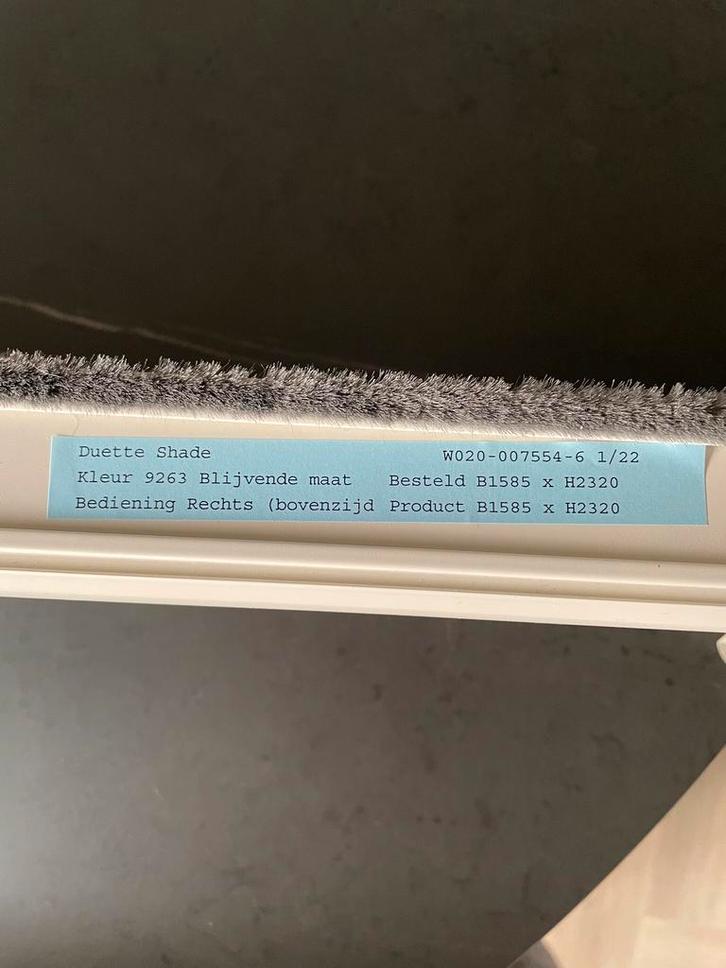 Duette Shade W020-007554-6 1/22
Kleur 9263 Blijvende maat Besteld B1585 x H2320
Bediening Rechts (bovenzijd Product B1585 x H2320